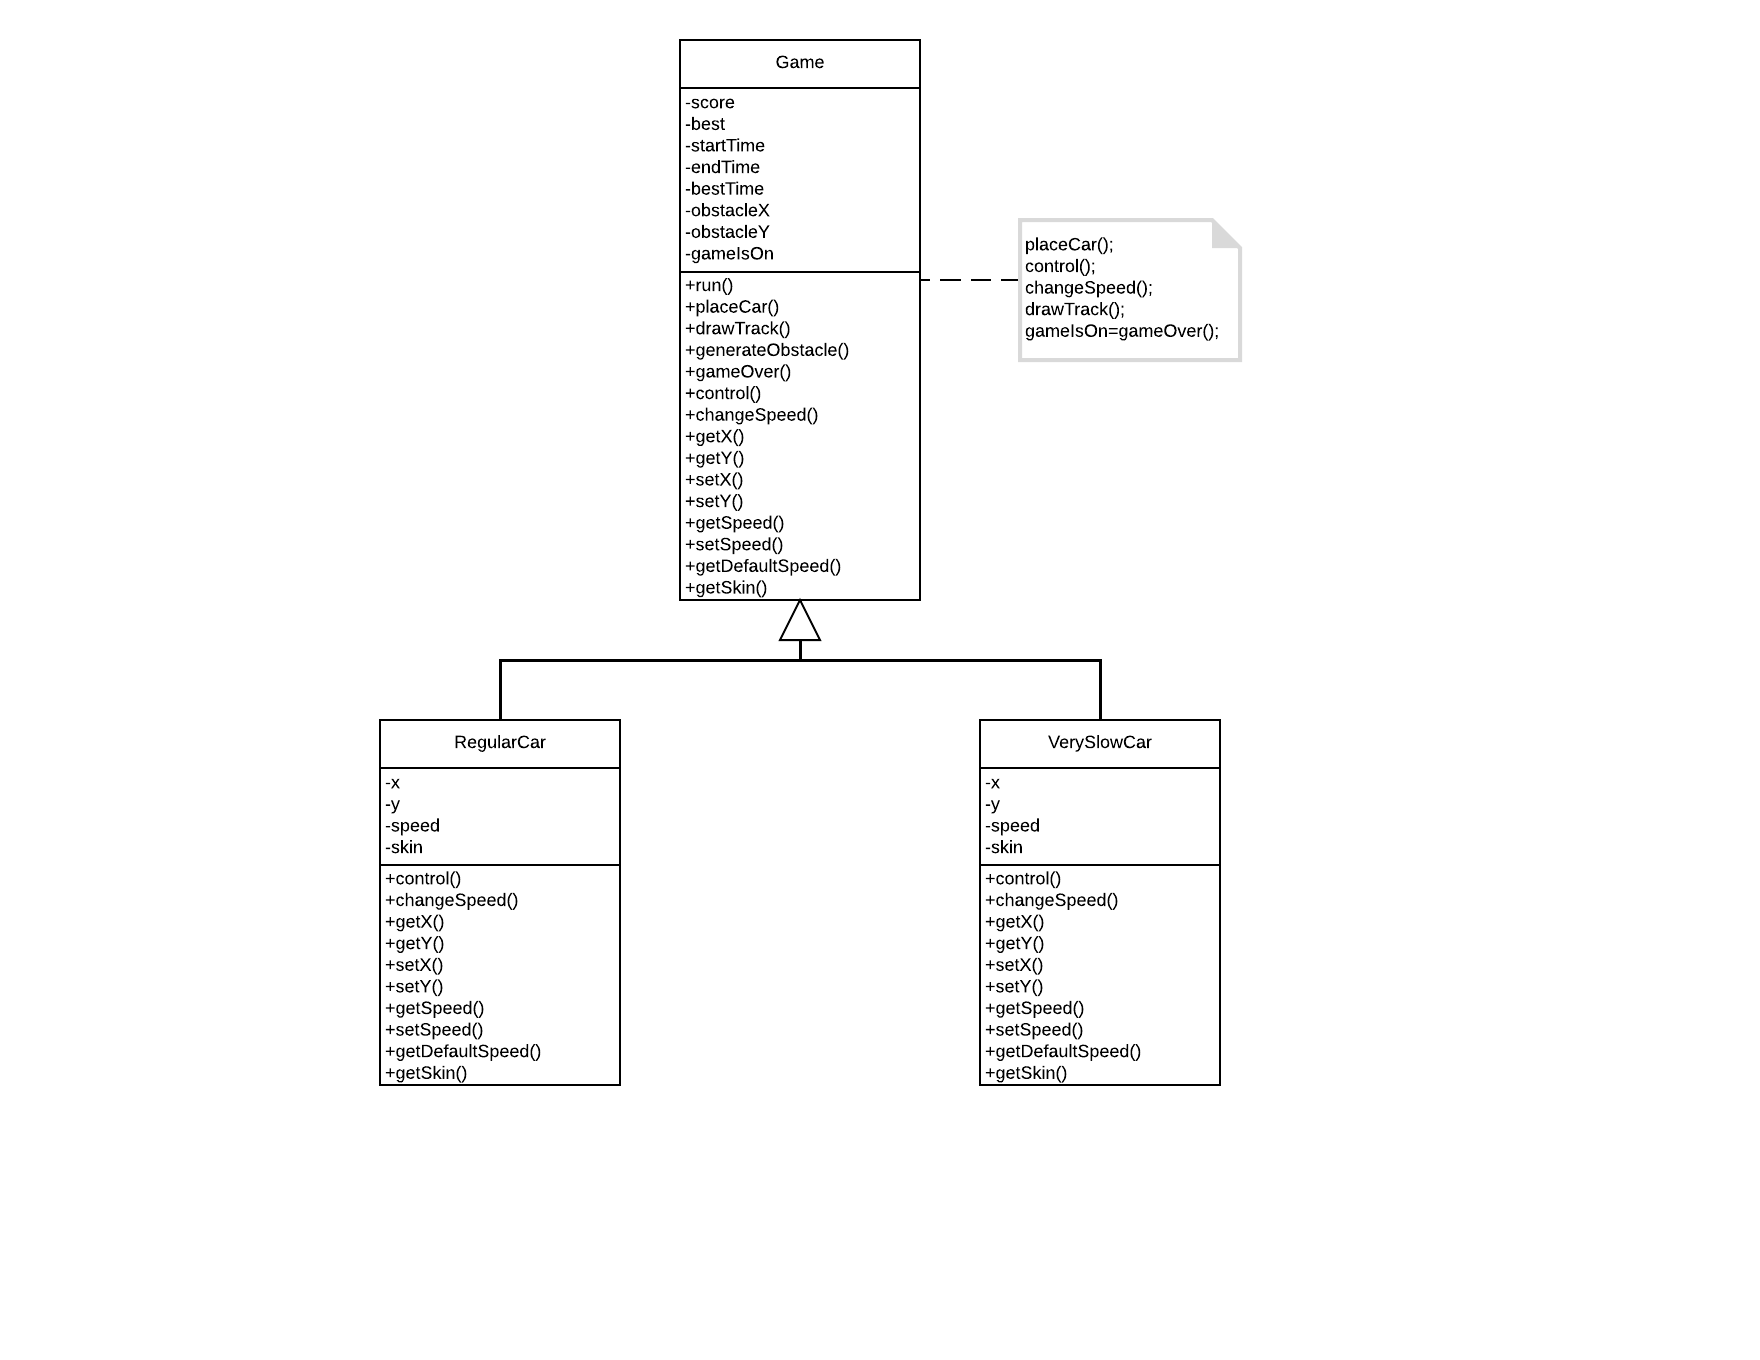 Game
-score
-best
-startTime
-endTime
-bestTime
-obstacleX
-obstacleY
-gameIsOn
+run()
+placeCar()
+drawTrack()
+generateObstacle()
+gameOver()
+control()
+changeSpeed()
+getX()
+getY()
+setX()
+setY()
+getSpeed()
+setSpeed()
+getDefaultSpeed()
+getSkin()
placeCar();
control();
changeSpeed();
drawTrack();
gameIsOn=gameOver();
RegularCar
-x
-y
-speed
-skin
+control()
+changeSpeed()
+getX()
+getY()
+setX()
+setY()
+getSpeed()
+setSpeed()
+getDefaultSpeed()
+getSkin()
VerySlowCar
-x
-y
-speed
-skin
+control()
+changeSpeed()
+getX()
+getY()
+setX()
+setY()
+getSpeed()
+setSpeed()
+getDefaultSpeed()
+getSkin()